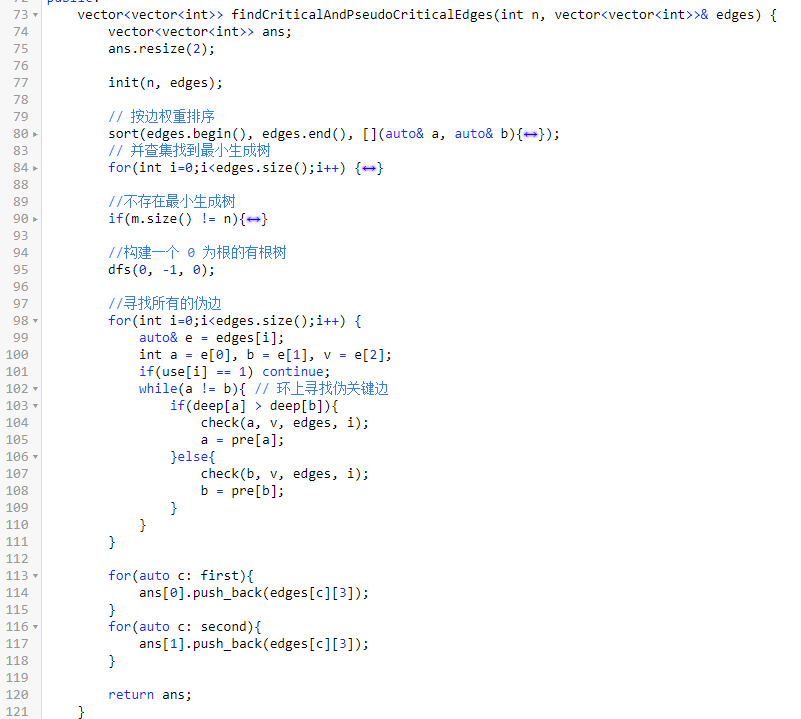 public:
73 vector<vector<int>> findCriticalAndPseudoCriticalEdges(int n, vector<vector<int>>& edges) {
74 vector<vector<int>> ans;
75 ans.resize(2);
76
77 init(n, edges);
78
79 // 按边权重排序
80 sort(edges.begin(), edges.end(), [](auto& a, auto& b){↔});
83 // 并查集找到最小生成树
84 for(int i=0;i<edges.size();i++) {↔}
88
89 //不存在最小生成树
90 if(m.size() != n){↔}
93
94 //构建一个 0 为根的有根树
95 dfs(0, -1, 0);
96
97 //寻找所有的伪边
98 for(int i=0;i<edges.size();i++) {
99 auto& e = edges[i];
100 int a = e[0], b = e[1], v = e[2];
101 if(use[i] == 1) continue;
102 while(a != b){ // 环上寻找伪关键边
103 if(deep[a] > deep[b]){
104 check(a, v, edges, i);
105 a = pre[a];
106 }else{
107 check(b, v, edges, i);
108 b = pre[b];
109 }
110 }
111 }
112
113 for(auto c: first){
114 ans[0].push_back(edges[c][3]);
115 }
116 for(auto c: second){
117 ans[1].push_back(edges[c][3]);
118 }
119
120 return ans;
121 }